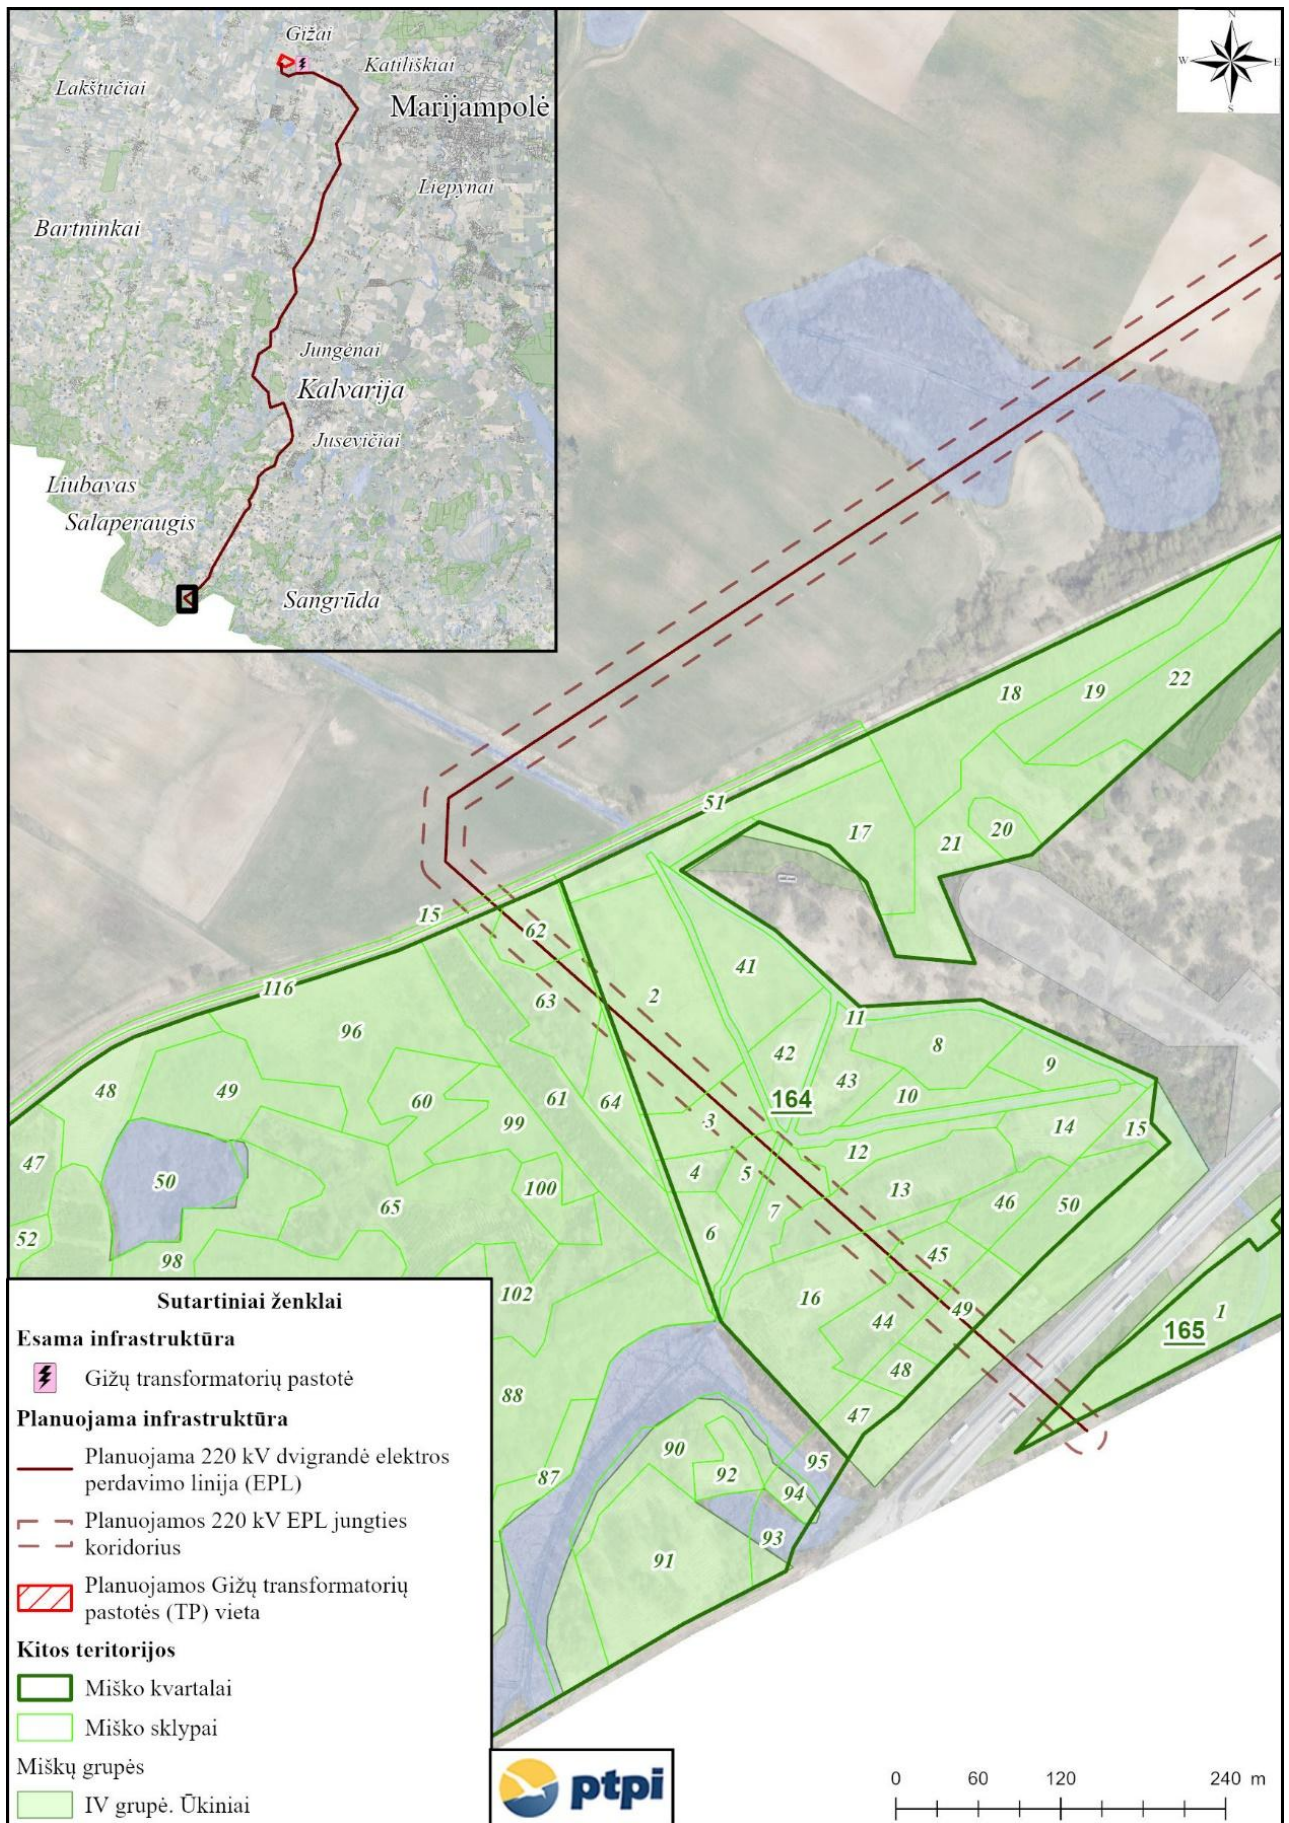 Gižai
Katiliškiai
Lakštučiai
Marijampolė
Liepynai
Bartninkai
Jungėnai
Kalvarija
Jusevičiai
Liubavas
Salaperaugis
Sangrūda
N
W
E
S
18
19
22
51
17
21
20
15
62
41
116
63
2
11
96
42
8
9
48
49
60
61
64
43
10
99
164
3
14
15
47
12
50
100
4
5
13
46
50
65
7
6
52
45
98
102
16
49
1
44
165
48
88
47
90
95
92
87
94
93
91
Sutartiniai ženklai
Esama infrastruktūra
Gižų transformatorių pastotė
Planuojama infrastruktūra
Planuojama 220 kV dvigrandė elektros
perdavimo linija (EPL)
Planuojamos 220 kV EPL jungties
koridorius
Planuojamos Gižų transformatorių
pastotės (TP) vieta
Kitos teritorijos
Miško kvartalai
Miško sklypai
Miškų grupės
IV grupė. Ūkiniai
ptpi
0 60 120 240 m